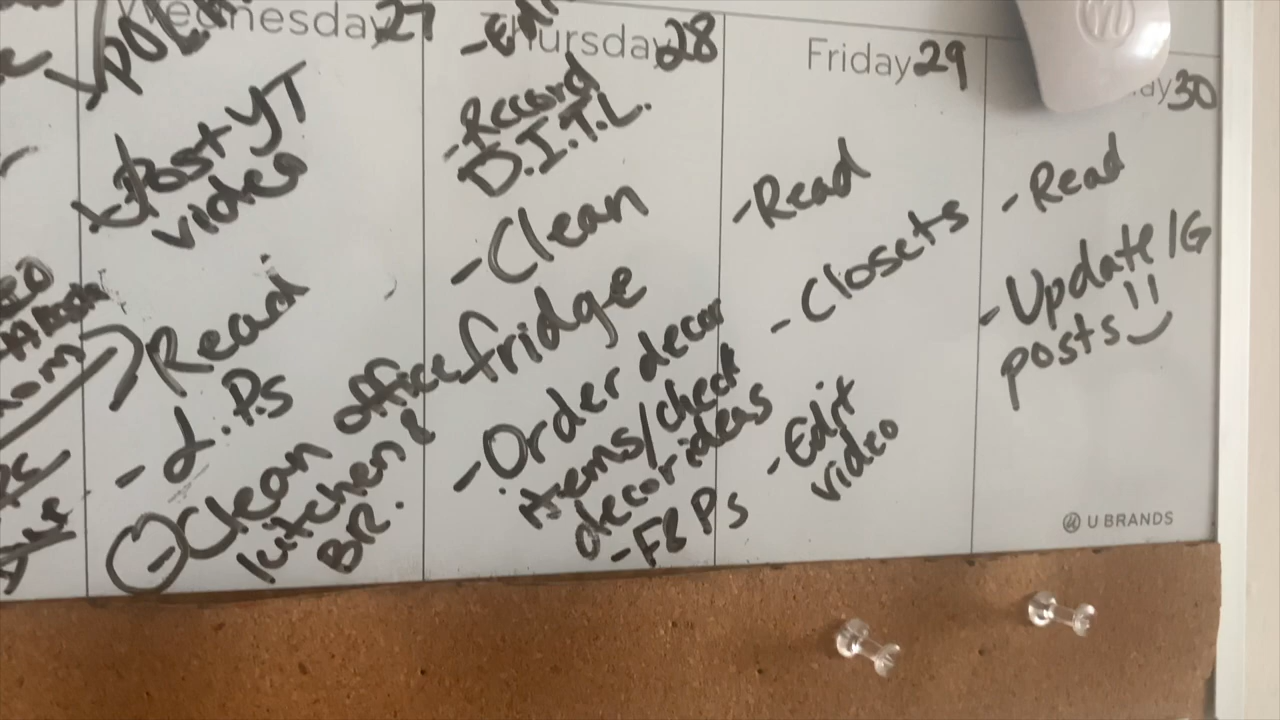 Wednesday 27
Post YT
video
Read
- L.Ps
- Clean office
kitchen &
BR.
Thursday 28
- Record
D.I.T.L.
- Clean
fridge
- Order decor
items/check
decor ideas
- FB Ps
Friday 29
- Read
- Closets
- Edit
video
ay 30
- Read
- Update IG
posts
U BRANDS